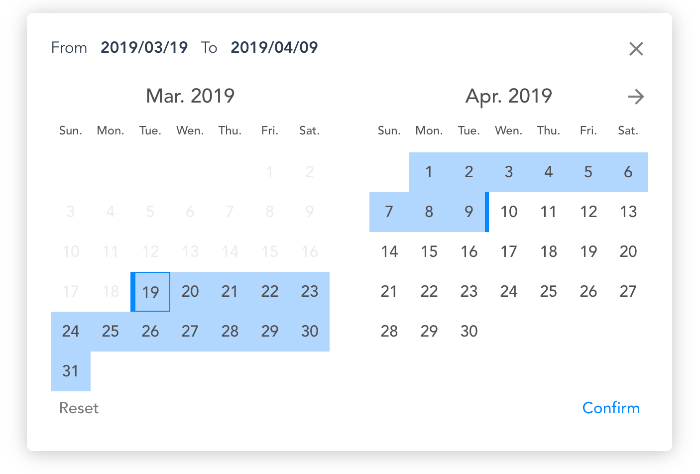 From 2019/03/19 To 2019/04/09
Mar. 2019
Sun. Mon. Tue. Wen. Thu. Fri. Sat.
1 2
3 4 5 6 7 8 9
10 11 12 13 14 15 16
17 18 19 20 21 22 23
24 25 26 27 28 29 30
31
Reset
Apr. 2019
Sun. Mon. Tue. Wen. Thu. Fri. Sat.
1 2 3 4 5 6
7 8 9 10 11 12 13
14 15 16 17 18 19 20
21 22 23 24 25 26 27
28 29 30
Confirm